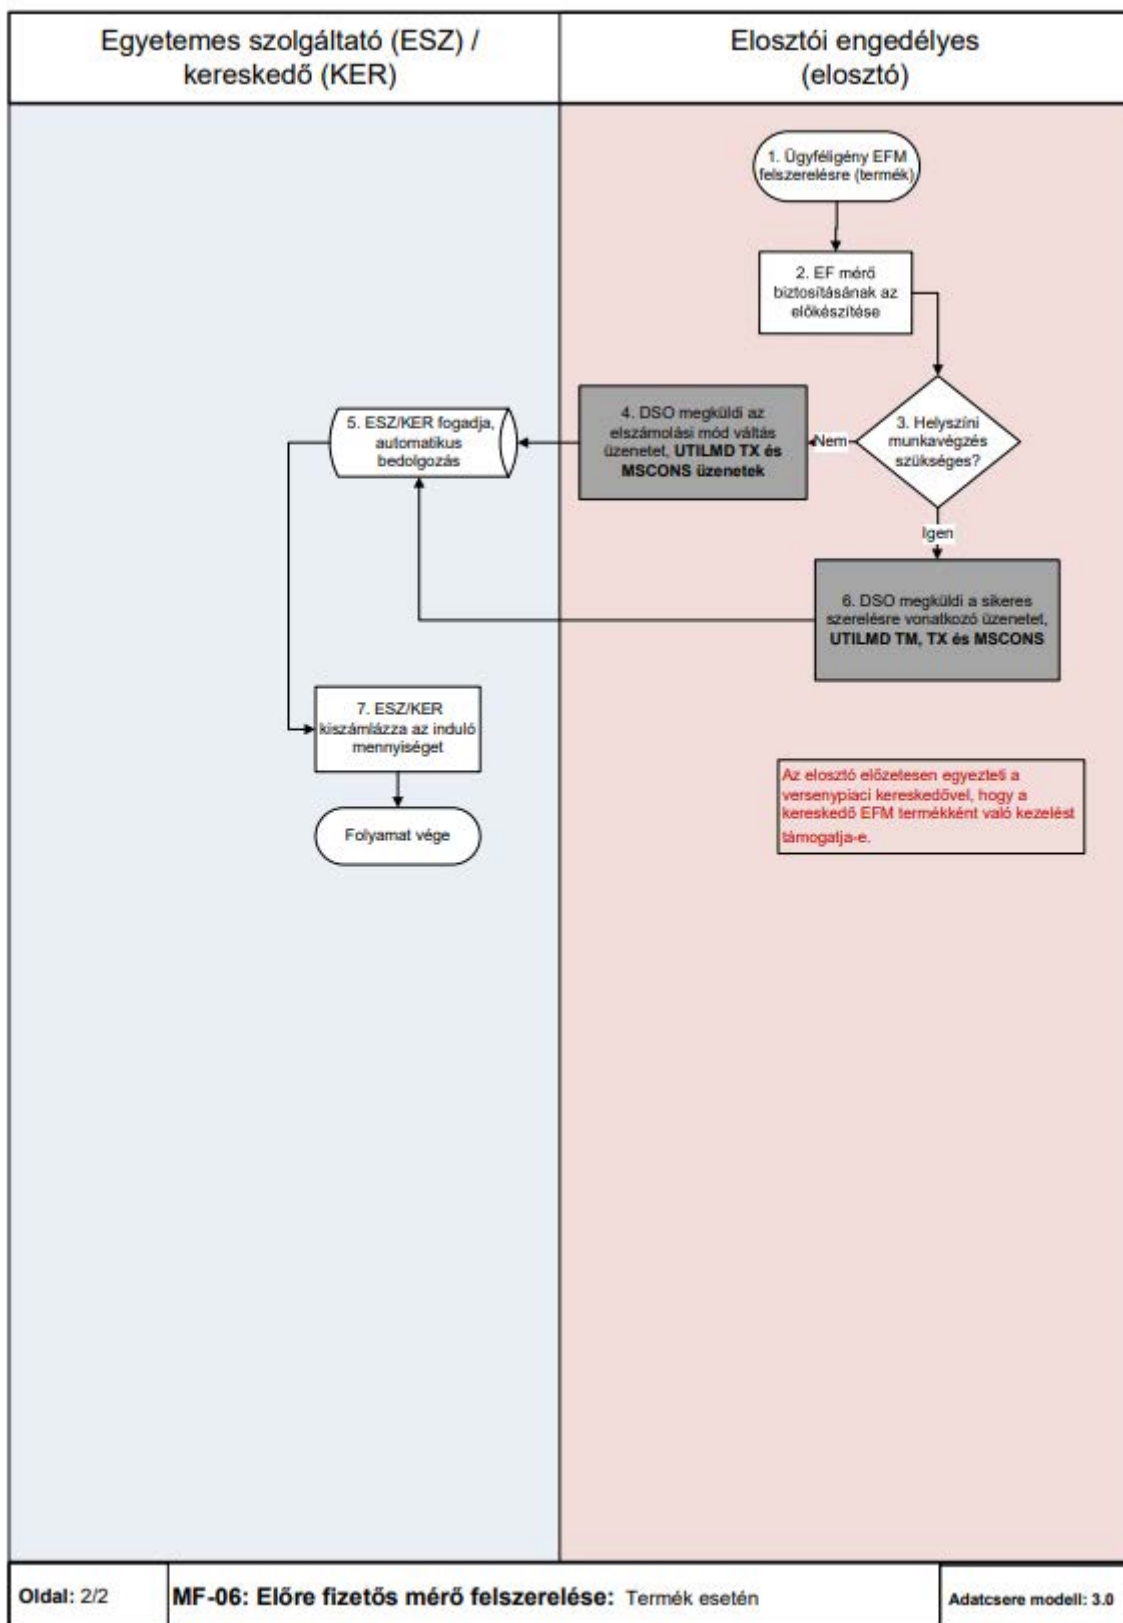 Egyetemes szolgáltató (ESZ) /
kereskedő (KER)
Elosztói engedélyes
(elosztó)
1. Ügyféligény EFM
felszerelésre (termék)
2. EF mérő
biztosításának az
előkészítése
3. Helyszíni
munkavégzés
szükséges?
Nem
4. DSO megküldi az
elszámolási mód váltás
üzenetet, UTILMD TX és
MSCONS üzenetek
5. ESZ/KER fogadja,
automatikus
bedolgozás
Igen
6. DSO megküldi a sikeres
szerelésre vonatkozó üzenetet,
UTILMD TM, TX és MSCONS
7. ESZ/KER
kiszámlázza az induló
mennyiséget
Folyamat vége
Az elosztó előzetesen egyezteti a
versenypiaci kereskedővel, hogy a
kereskedő EFM termékként való kezelést
támogatja-e.
Oldal: 2/2
MF-06: Előre fizetős mérő felszerelése: Termék esetén
Adatcsere modell: 3.0